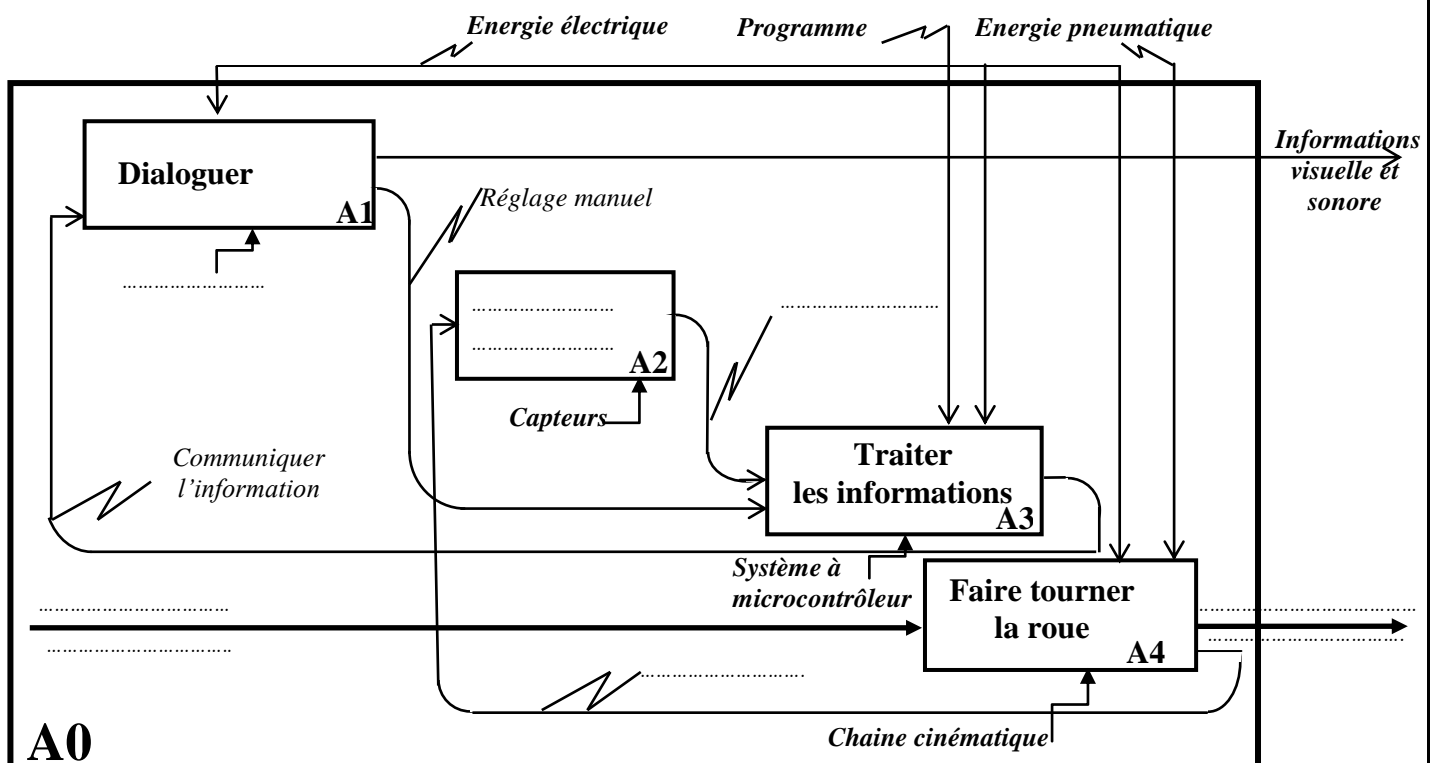 Energie électrique
Programme
Energie pneumatique
Informations
visuelle et
sonore
Dialoguer
A1
Réglage manuel
………………………
………………………
………………………
A2
…………………………
Capteurs
Communiquer
l’information
Traiter
les informations
A3
Système à
microcontrôleur
Faire tourner
la roue
A4
………………………………
……………………………..
…………………………………
……………………………….
………………………….
Chaine cinématique
A0